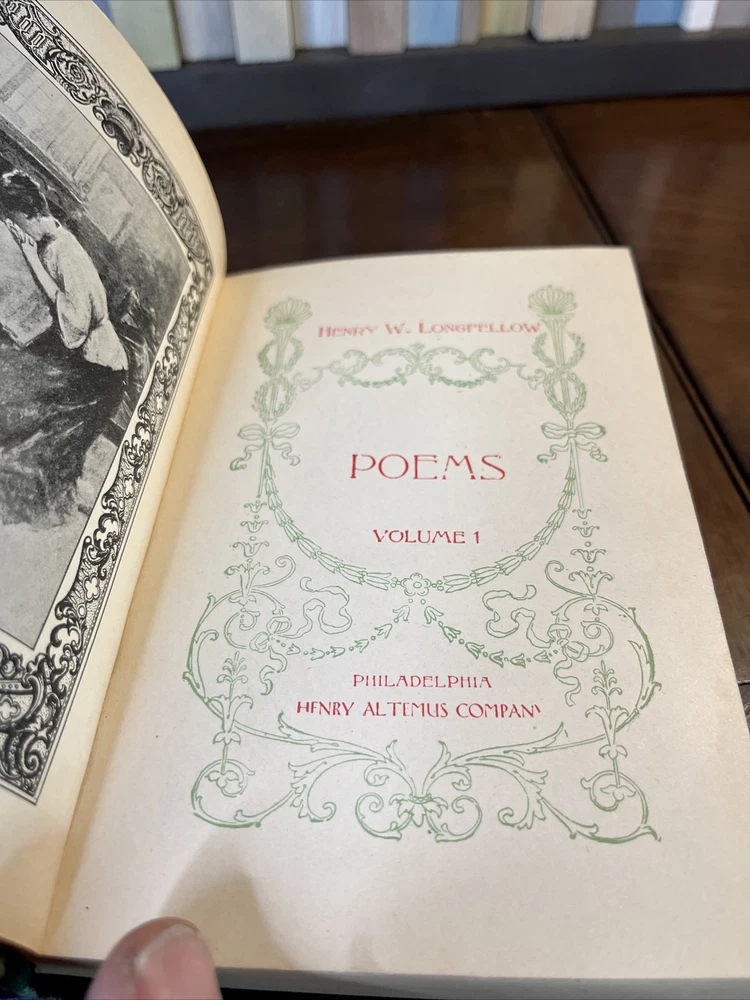 HENRY W. LONGFELLOW
POEMS
VOLUME 1
PHILADELPHIA
HENRY ALTEMUS COMPANY